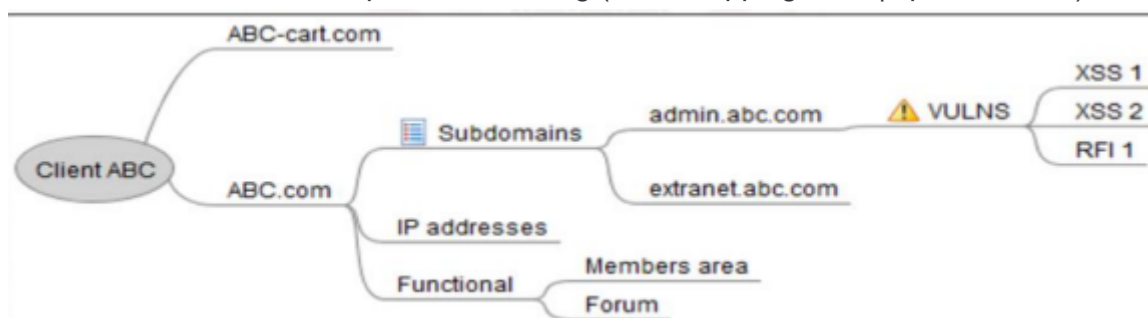 ABC-cart.com
Client ABC
ABC.com
Subdomains
admin.abc.com
VULNS
XSS 1
XSS 2
RFI 1
extranet.abc.com
IP addresses
Functional
Members area
Forum